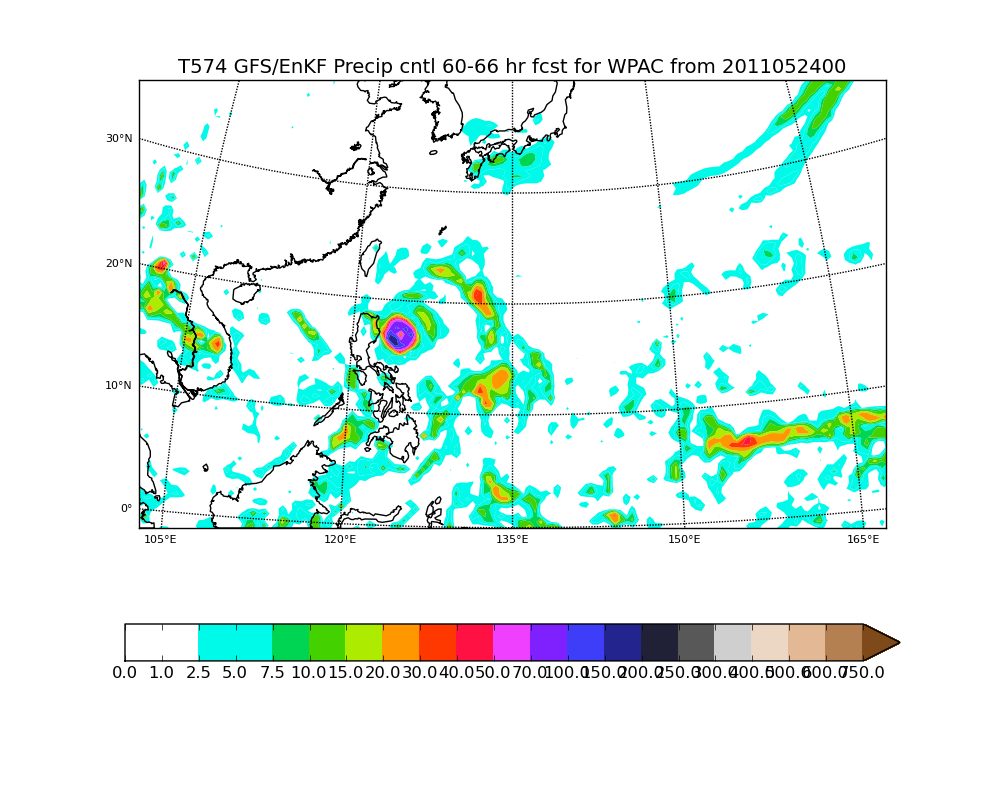 T574 GFS/EnKF Precip cntl 60-66 hr fcst for WPAC from 2011052400
30°N
20°N
10°N
0°
105°E 120°E 135°E 150°E 165°E
0.0 1.0 2.5 5.0 7.5 10.0 15.0 20.0 30.0 40.0 50.0 70.0 100.0 150.0 200.0 250.0 300.0 400.0 500.0 600.0 750.0